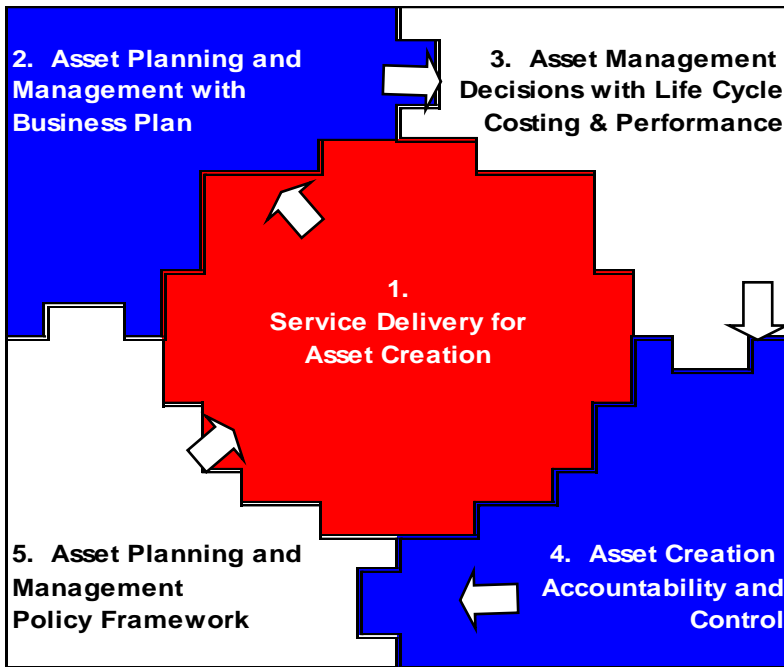 2. Asset Planning and
Management with
Business Plan
3. Asset Management
Decisions with Life Cycle
Costing & Performance
1.
Service Delivery for
Asset Creation
5. Asset Planning and
Management
Policy Framework
4. Asset Creation
Accountability and
Control